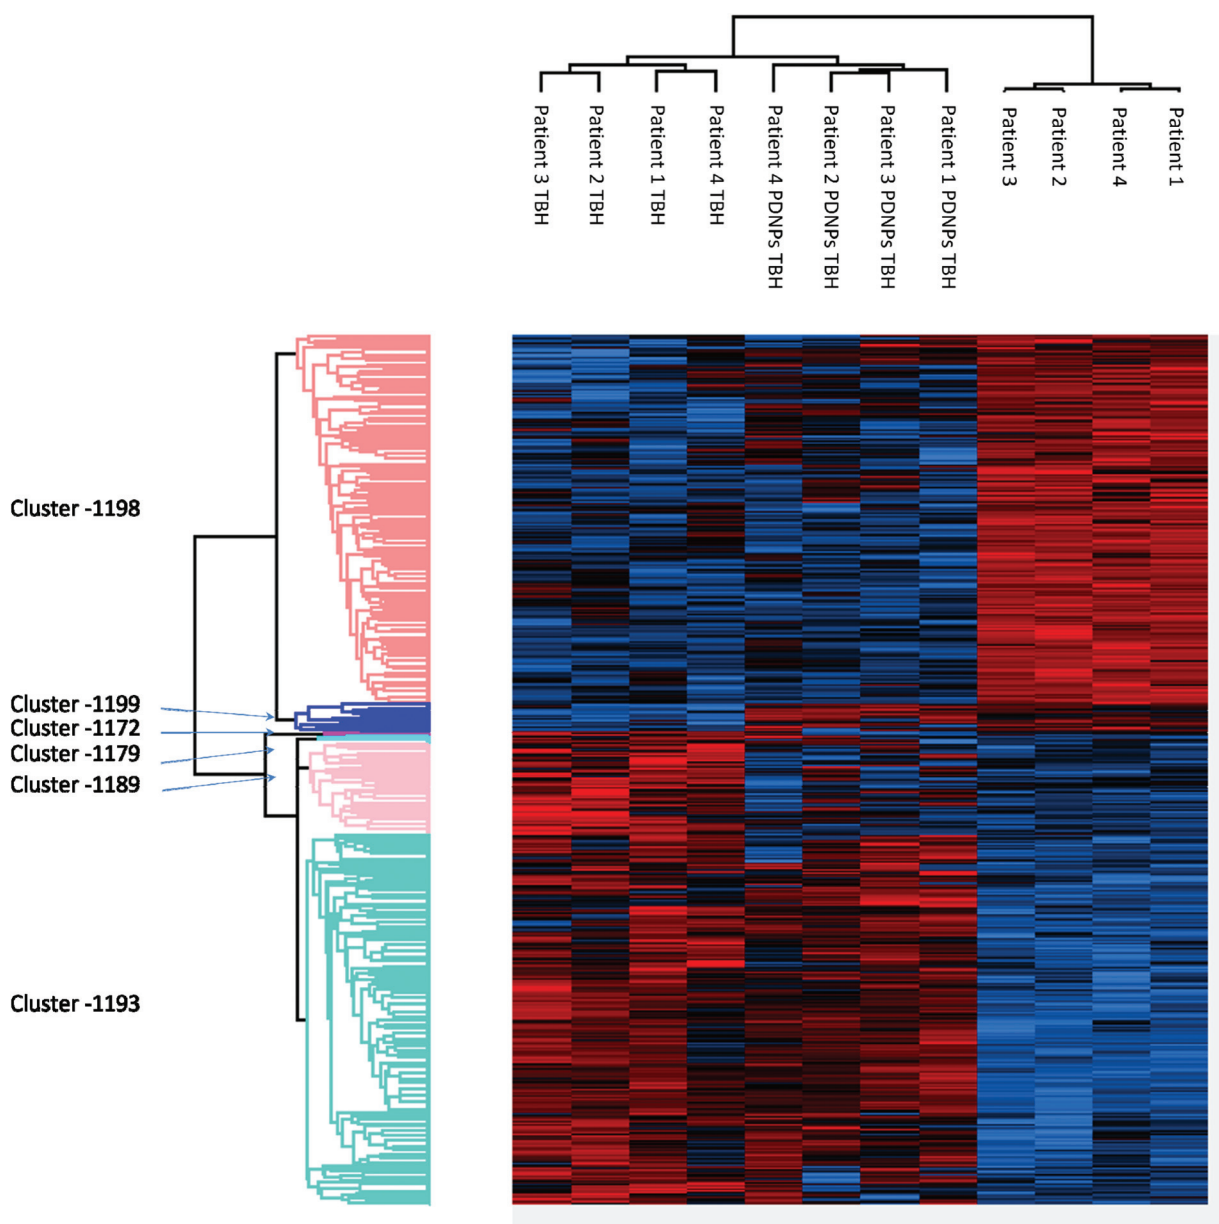 Patient 3 TBH
Patient 2 TBH
Patient 1 TBH
Patient 4 TBH
Patient 4 PDNPs TBH
Patient 2 PDNPs TBH
Patient 3 PDNPs TBH
Patient 1 PDNPs TBH
Patient 3
Patient 2
Patient 4
Patient 1
Cluster -1198
Cluster -1199
Cluster -1172
Cluster -1179
Cluster -1189
Cluster -1193